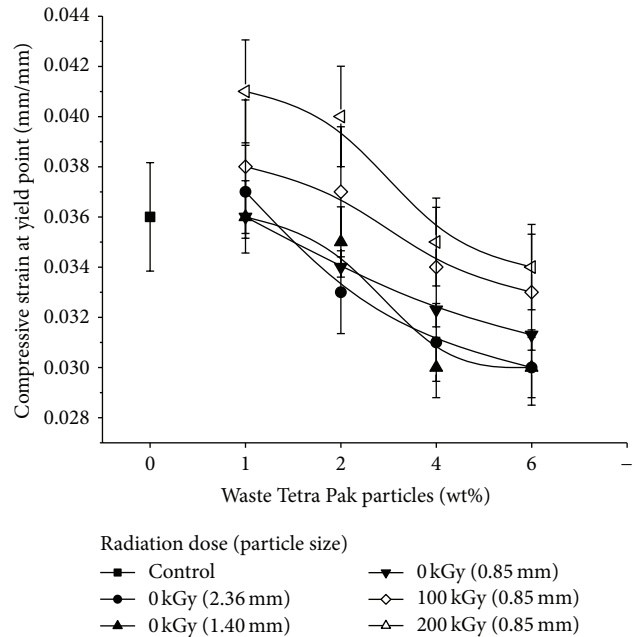 0.044
0.042
0.040
0.038
0.036
0.034
0.032
0.030
0.028
Compressive strain at yield point (mm/mm)
0 1 2 4 6 –
Waste Tetra Pak particles (wt%)
Radiation dose (particle size)
Control
0 kGy (2.36 mm)
0 kGy (1.40 mm)
0 kGy (0.85 mm)
100 kGy (0.85 mm)
200 kGy (0.85 mm)